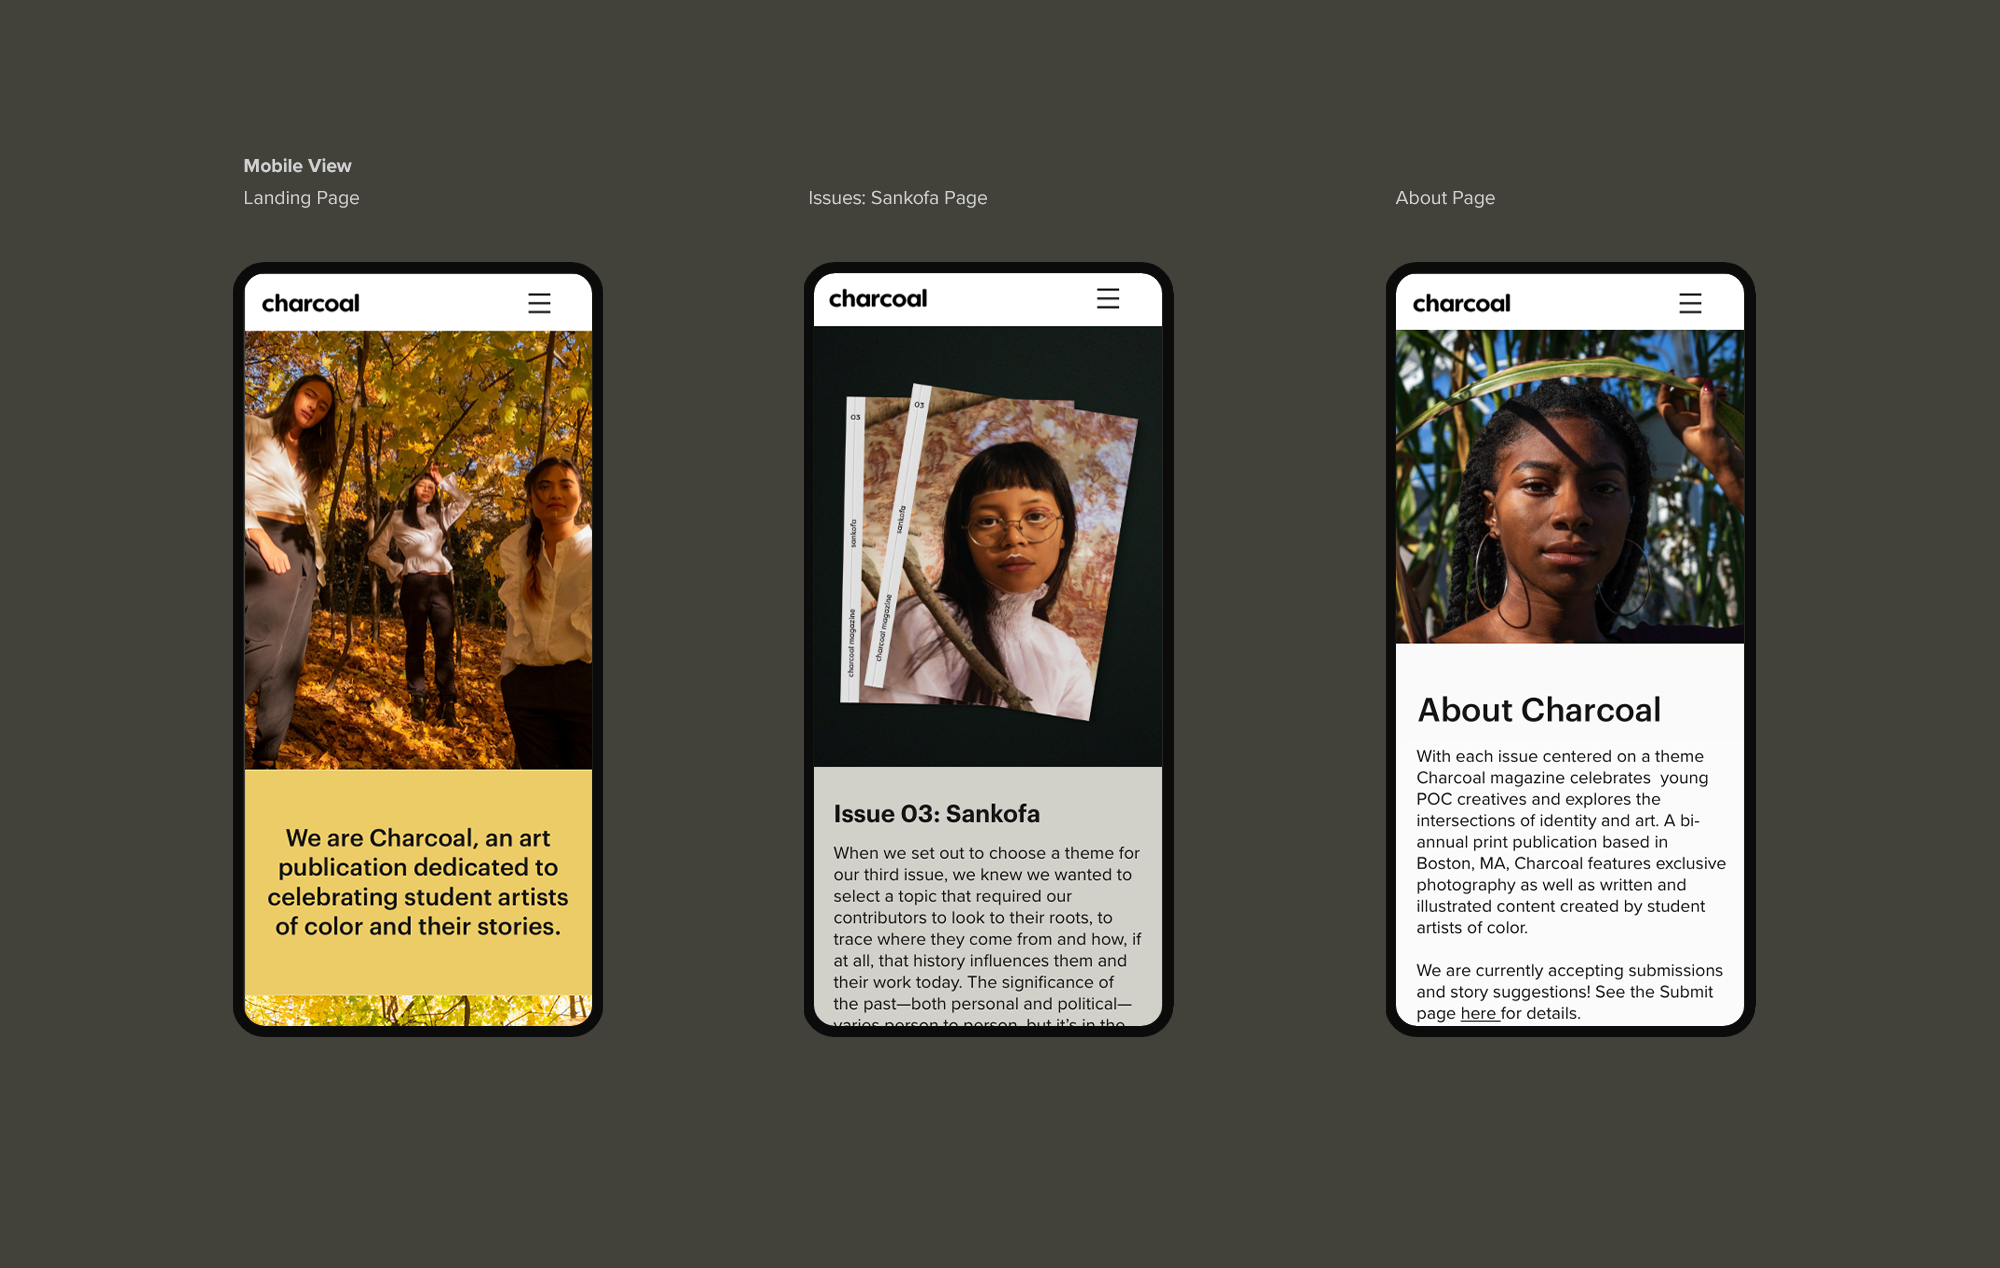 Mobile View
Landing Page
Issues: Sankofa Page
About Page
charcoal
We are Charcoal, an art
publication dedicated to
celebrating student artists
of color and their stories.
charcoal
03
sankofa
charcoal magazine
03
sankofa
charcoal magazine
Issue 03: Sankofa
When we set out to choose a theme for
our third issue, we knew we wanted to
select a topic that required our
contributors to look to their roots, to
trace where they come from and how, if
at all, that history influences them and
their work today. The significance of
the past—both personal and political—
varies person to person, but it's in the
charcoal
About Charcoal
With each issue centered on a theme
Charcoal magazine celebrates  young
POC creatives and explores the
intersections of identity and art. A bi-
annual print publication based in
Boston, MA, Charcoal features exclusive
photography as well as written and
illustrated content created by student
artists of color.
We are currently accepting submissions
and story suggestions! See the Submit
page here for details.